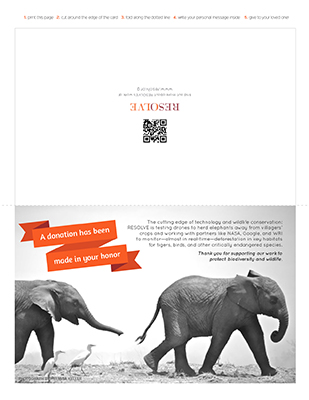 1. print this page 2. cut around the edge of the card 3. fold along the dotted line 4. write your personal message inside 5. give to your loved one!
RESOLVE
A donation has been
made in your honor
The cutting edge of technology and wildlife conservation:
RESOLVE is testing drones to herd elephants away from villagers'
crops and working with partners like NASA, Google, and WRI
to monitor—almost in real-time—deforestation in key habitats
for tigers, birds, and other critically endangered species.
Thank you for supporting our work to
protect biodiversity and wildlife.